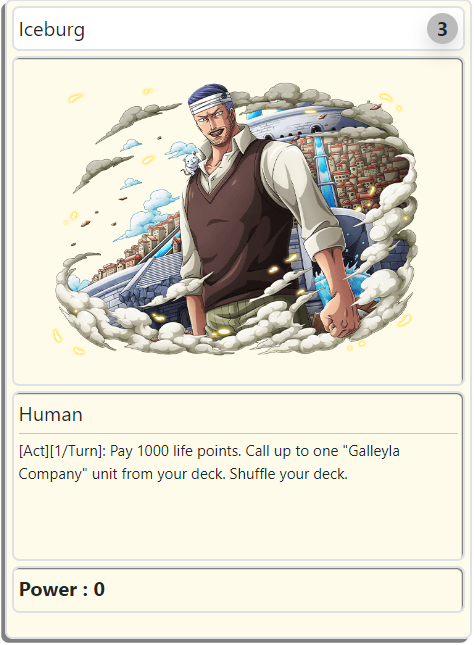 Iceburg
3
Human
[Act][1/Turn]: Pay 1000 life points. Call up to one "Galleyla
Company" unit from your deck. Shuffle your deck.
Power : 0